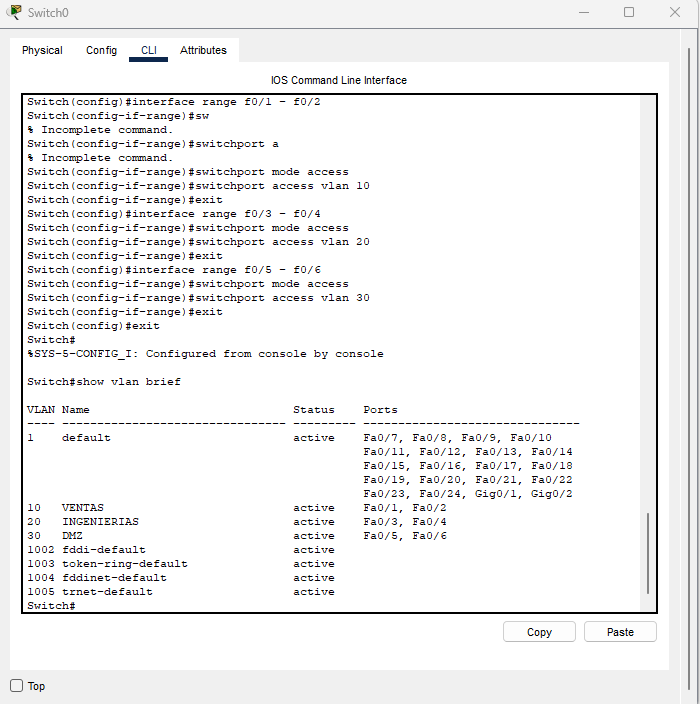 Switch0
Physical Config CLI Attributes
IOS Command Line Interface
Switch(config)#interface range f0/1 - f0/2
Switch(config-if-range)#sw
% Incomplete command.
Switch(config-if-range)#switchport a
% Incomplete command.
Switch(config-if-range)#switchport mode access
Switch(config-if-range)#switchport access vlan 10
Switch(config-if-range)#exit
Switch(config)#interface range f0/3 - f0/4
Switch(config-if-range)#switchport mode access
Switch(config-if-range)#switchport access vlan 20
Switch(config-if-range)#exit
Switch(config)#interface range f0/5 - f0/6
Switch(config-if-range)#switchport mode access
Switch(config-if-range)#switchport access vlan 30
Switch(config-if-range)#exit
Switch(config)#exit
Switch#
%SYS-5-CONFIG_I: Configured from console by console
Switch#show vlan brief
VLAN Name                             Status    Ports
---- -------------------------------- --------- -------------------------------
1    default                          active    Fa0/7, Fa0/8, Fa0/9, Fa0/10
                                                Fa0/11, Fa0/12, Fa0/13, Fa0/14
                                                Fa0/15, Fa0/16, Fa0/17, Fa0/18
                                                Fa0/19, Fa0/20, Fa0/21, Fa0/22
                                                Fa0/23, Fa0/24, Gig0/1, Gig0/2
10   VENTAS                           active    Fa0/1, Fa0/2
20   INGENIERIAS                      active    Fa0/3, Fa0/4
30   DMZ                              active    Fa0/5, Fa0/6
1002 fddi-default                     active
1003 token-ring-default               active
1004 fddinet-default                  active
1005 trnet-default                    active
Switch#
Copy Paste
Top